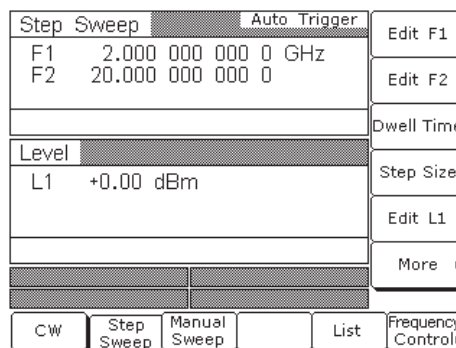 Step Sweep
Auto Trigger
F1 2.000 000 000 0 GHz
F2 20.000 000 000 0
Level
L1 +0.00 dBm
Edit F1
Edit F2
Dwell Time
Step Size
Edit L1
More
CW
Step Sweep
Manual Sweep
List
Frequency
Control